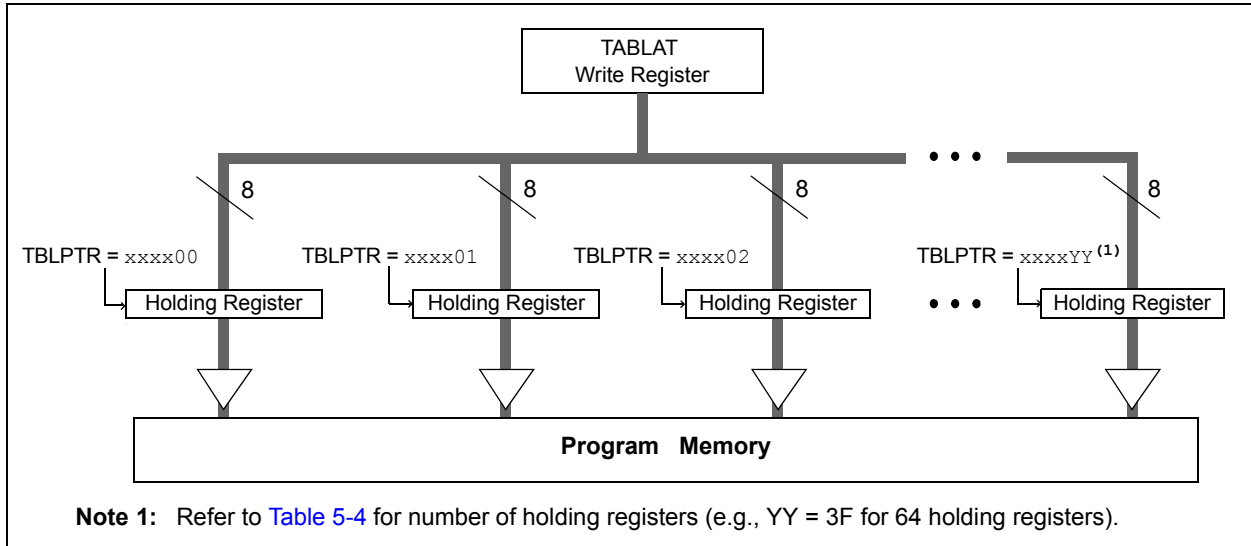 TABLAT
Write Register
8 8 8 8
TBLPTR = xxxx00 TBLPTR = xxxx01 TBLPTR = xxxx02 TBLPTR = xxxxYY(1)
Holding Register Holding Register Holding Register Holding Register
Program Memory
Note 1: Refer to Table 5-4 for number of holding registers (e.g., YY = 3F for 64 holding registers).